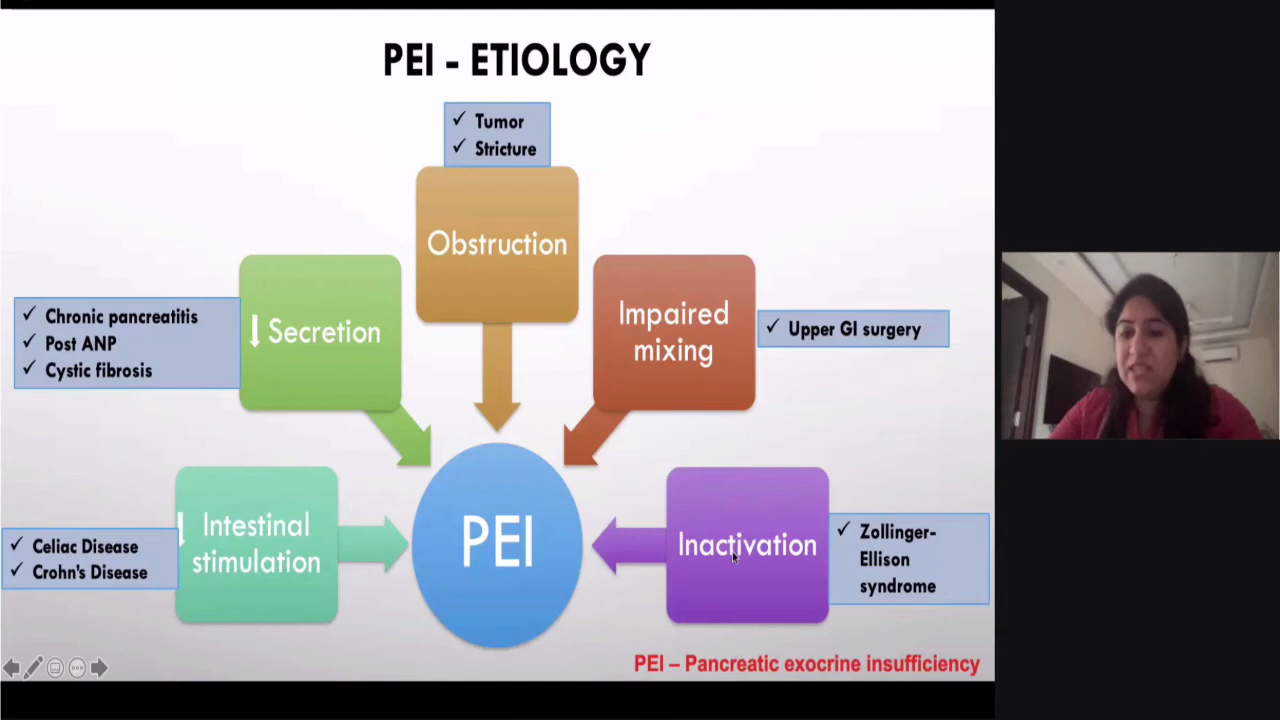 PEI - ETIOLOGY
✓ Tumor
✓ Stricture
Obstruction
✓ Chronic pancreatitis
✓ Post ANP
✓ Cystic fibrosis
↓ Secretion
Impaired
mixing
✓ Upper GI surgery
✓ Celiac Disease
✓ Crohn's Disease
↓ Intestinal
stimulation
PEI
Inactivation
✓ Zollinger-
Ellison
syndrome
PEI – Pancreatic exocrine insufficiency